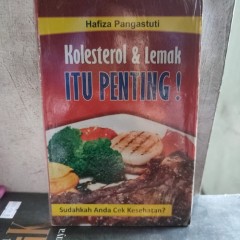 Hafiza Pangastuti
Kolesterol & Lemak
ITU PENTING !
Sudahkah Anda Cek Kesehatan?